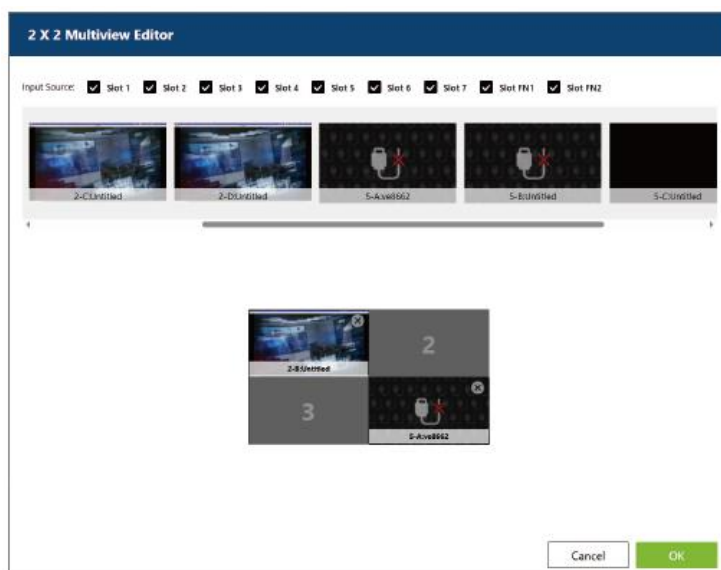 2 X 2 Multiview Editor
Input Source: Slot 1 Slot 2 Slot 3 Slot 4 Slot 5 Slot 6 Slot 7 Slot FN1 Slot FN2
2-C:Untitled 2-D:Untitled 5-A:ve8662 5-B:Untitled 5-C:Untitled
2
2-B:Untitled
3
5-A:ve8662
Cancel OK